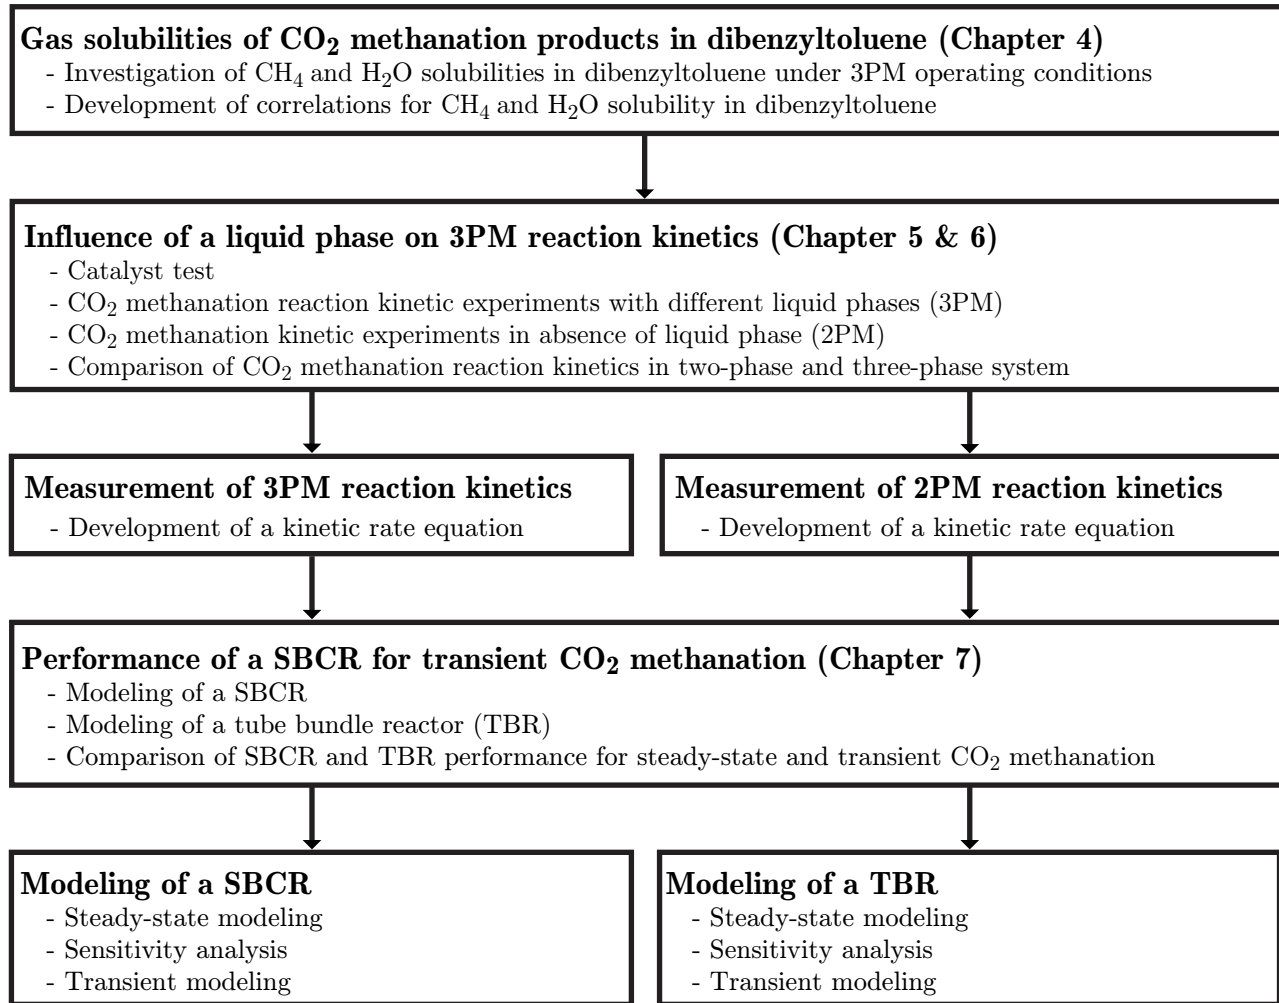 Gas solubilities of CO₂ methanation products in dibenzyltoluene (Chapter 4)
- Investigation of CH₄ and H₂O solubilities in dibenzyltoluene under 3PM operating conditions
- Development of correlations for CH₄ and H₂O solubility in dibenzyltoluene
Influence of a liquid phase on 3PM reaction kinetics (Chapter 5 & 6)
- Catalyst test
- CO₂ methanation reaction kinetic experiments with different liquid phases (3PM)
- CO₂ methanation kinetic experiments in absence of liquid phase (2PM)
- Comparison of CO₂ methanation reaction kinetics in two-phase and three-phase system
Measurement of 3PM reaction kinetics
- Development of a kinetic rate equation
Measurement of 2PM reaction kinetics
- Development of a kinetic rate equation
Performance of a SBCR for transient CO₂ methanation (Chapter 7)
- Modeling of a SBCR
- Modeling of a tube bundle reactor (TBR)
- Comparison of SBCR and TBR performance for steady-state and transient CO₂ methanation
Modeling of a SBCR
- Steady-state modeling
- Sensitivity analysis
- Transient modeling
Modeling of a TBR
- Steady-state modeling
- Sensitivity analysis
- Transient modeling